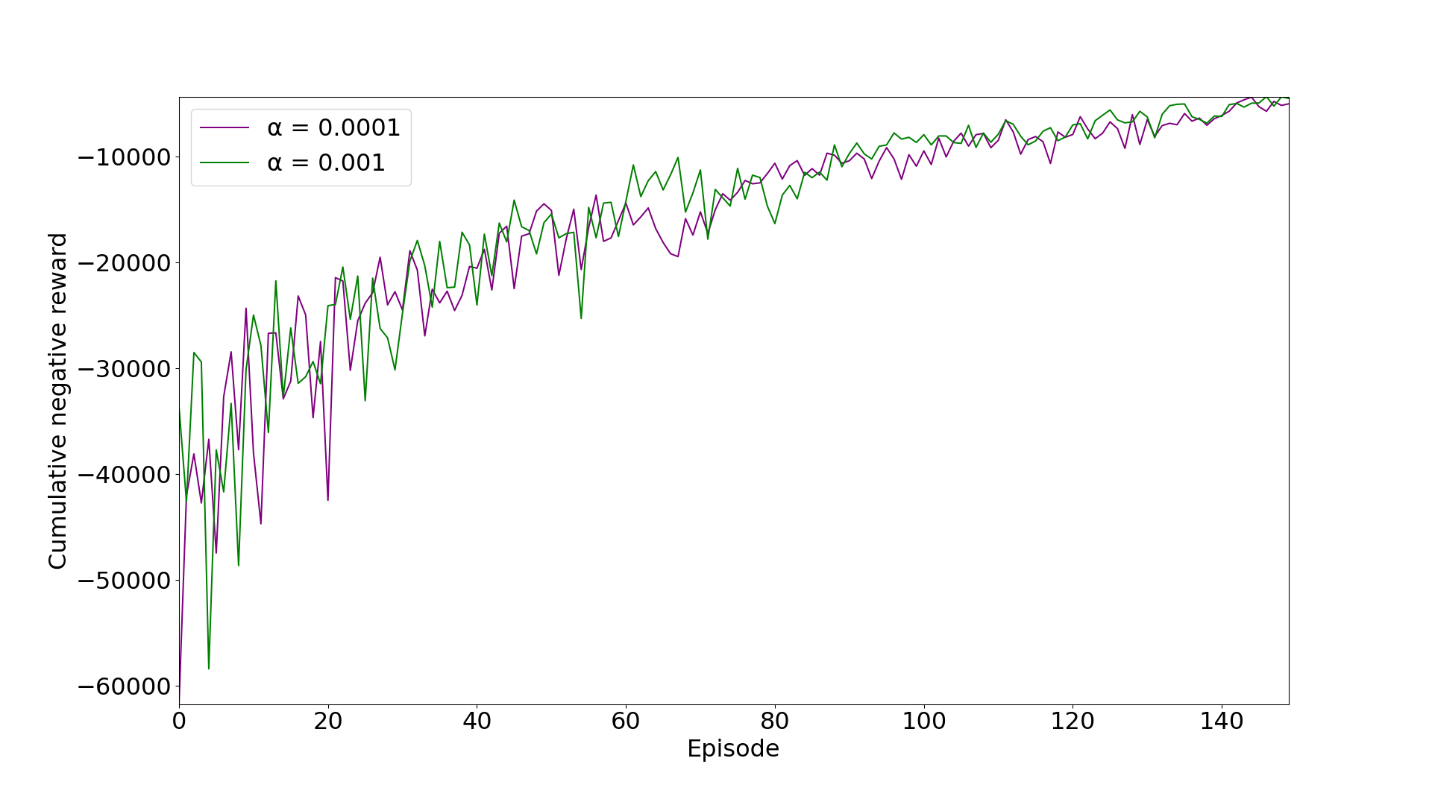 α = 0.0001
α = 0.001
Cumulative negative reward
−10000
−20000
−30000
−40000
−50000
−60000
0 20 40 60 80 100 120 140
Episode